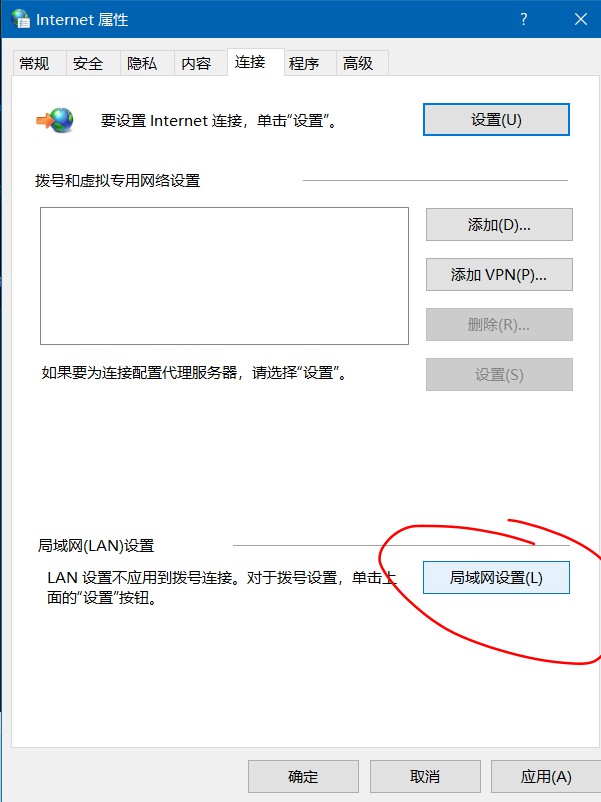 Internet 属性
?
常规 安全 隐私 内容 连接 程序 高级
要设置 Internet 连接，单击“设置”。
设置(U)
拨号和虚拟专用网络设置
添加(D)...
添加 VPN(P)...
删除(R)...
如果要为连接配置代理服务器，请选择“设置”。
设置(S)
局域网(LAN)设置
LAN 设置不应用到拨号连接。对于拨号设置，单击上
面的“设置”按钮。
局域网设置(L)
确定 取消 应用(A)